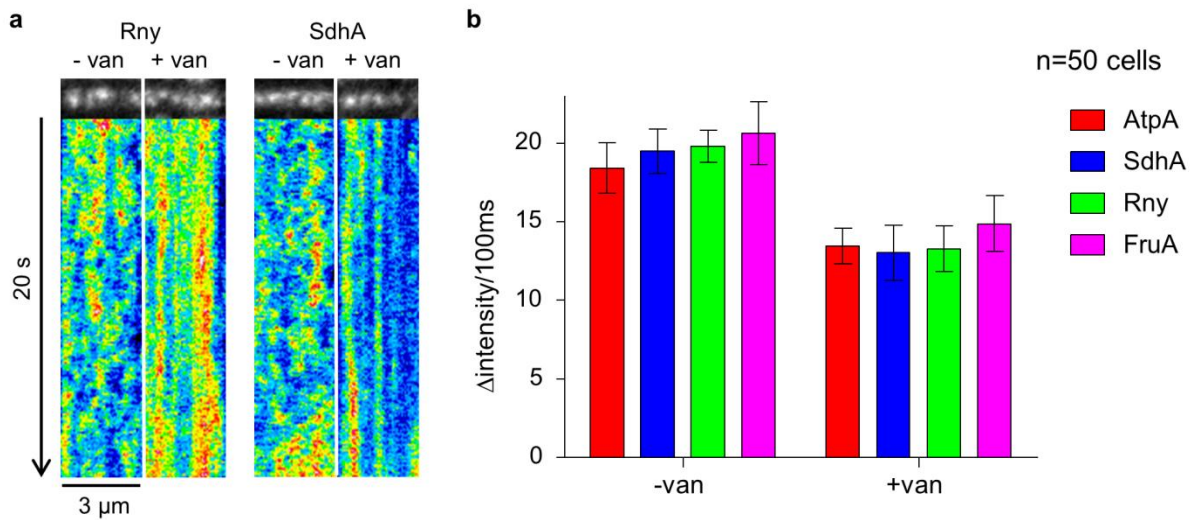 a
Rny SdhA
- van + van - van + van
20 s
3 µm
b
n=50 cells
AtpA
SdhA
Rny
FruA
Δintensity/100ms
20
15
10
5
0
-van +van